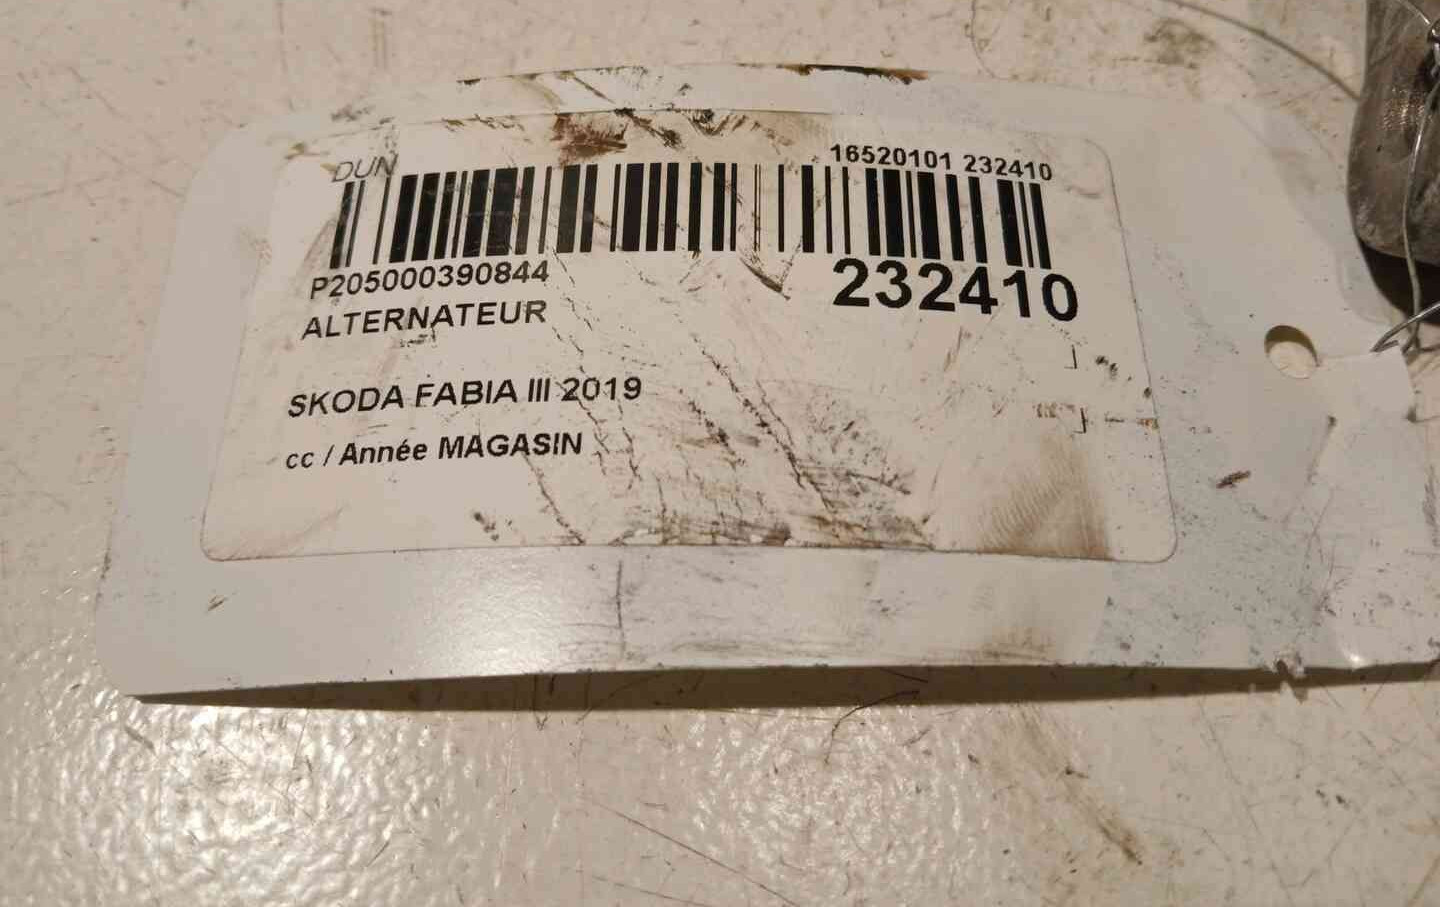 DUN
16520101 232410
P205000390844
232410
ALTERNATEUR
SKODA FABIA III 2019
cc / Année MAGASIN